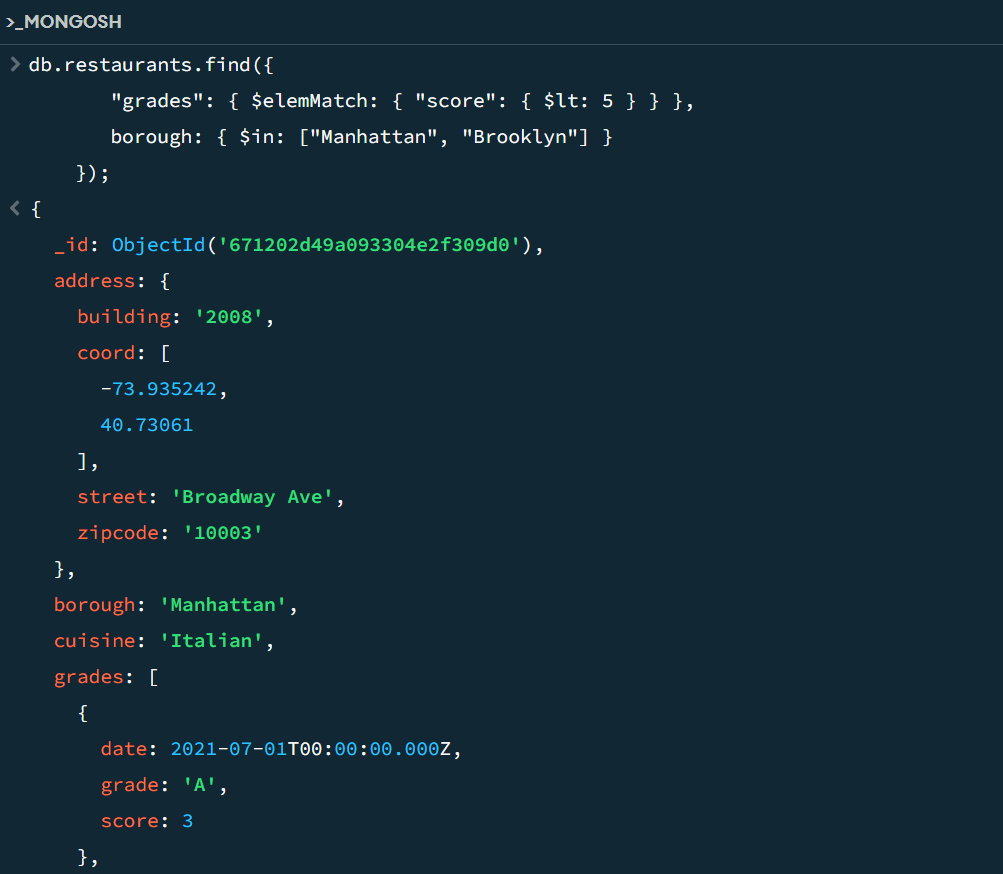 >_MONGOSH
> db.restaurants.find({
"grades": { $elemMatch: { "score": { $lt: 5 } } },
borough: { $in: ["Manhattan", "Brooklyn"] }
});
< {
_id: ObjectId('671202d49a093304e2f309d0'),
address: {
building: '2008',
coord: [
-73.935242,
40.73061
],
street: 'Broadway Ave',
zipcode: '10003'
},
borough: 'Manhattan',
cuisine: 'Italian',
grades: [
{
date: 2021-07-01T00:00:00.000Z,
grade: 'A',
score: 3
},